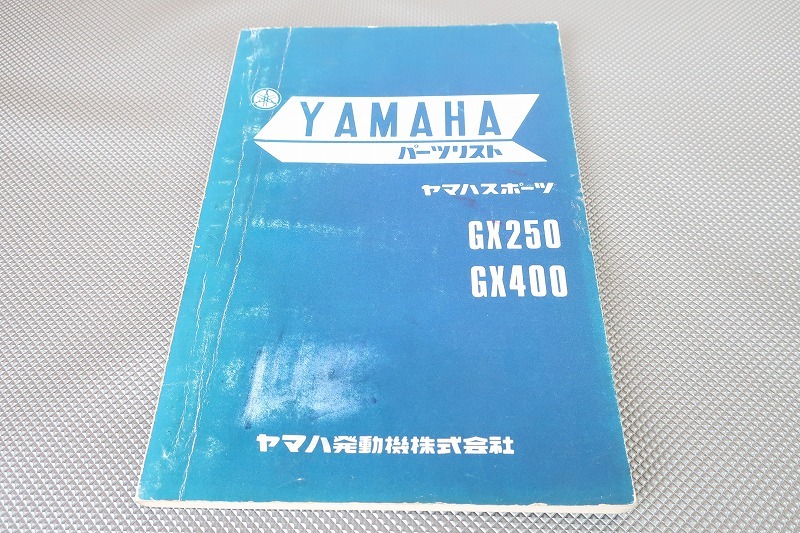 YAMAHA
パーツリスト
ヤマハスポーツ
GX250
GX400
ヤマハ発動機株式会社